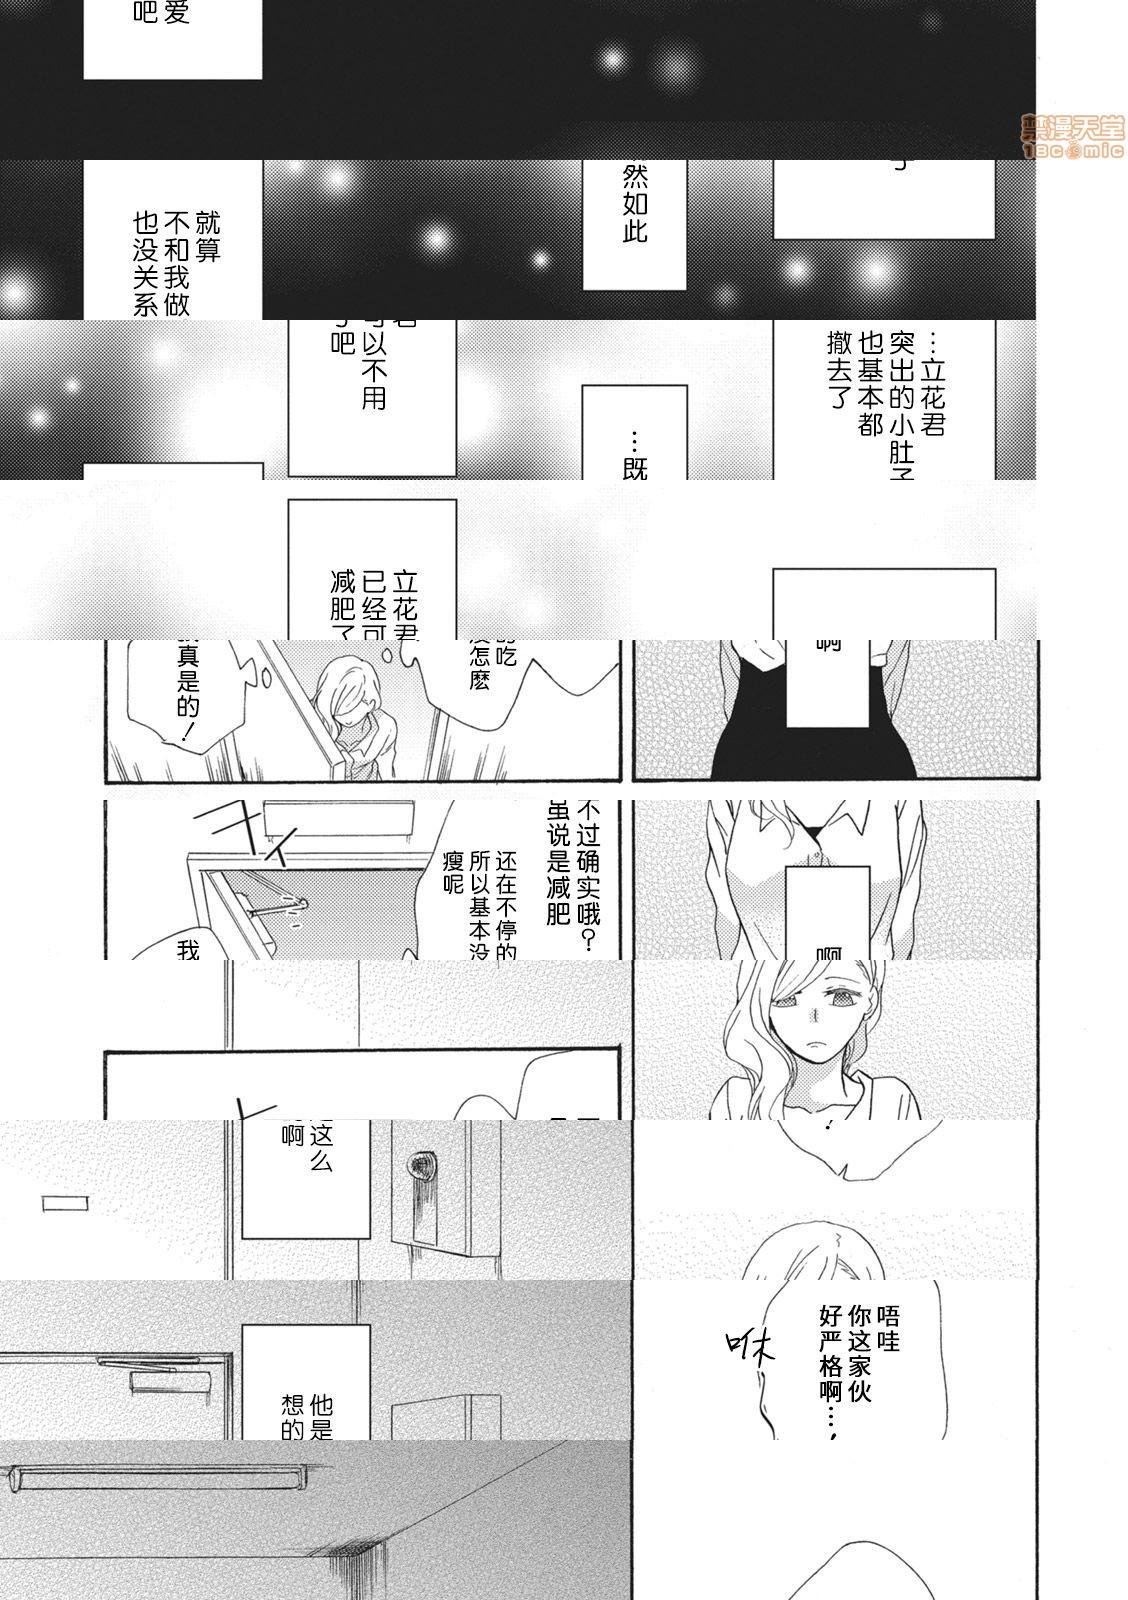 唔哇
你这家伙
好严格啊…！
咻
他是这么
想的啊
不过确实哦？
虽说是减肥
还在不停的吃
所以基本没怎麽
瘦呢
我真是的！
啊
立花君
已经可以不用
减肥了吧
…立花君
突出的小肚子
也基本都
撤去了
…既然如此
就算
不和我做爱
也没关系吧
禁漫天堂
18comic